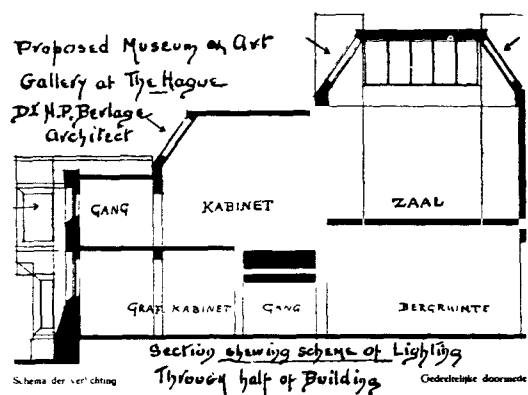 Proposed Museum & Art
Gallery at The Hague
Dr H.P. Berlage
Architect
GANG
KABINET
ZAAL
GRAF. KABINET
GANG
BERGRUIMTE
Section shewing scheme of Lighting
Through half of Building
Schema der verlichting
Gedeeltelijke doorsnede